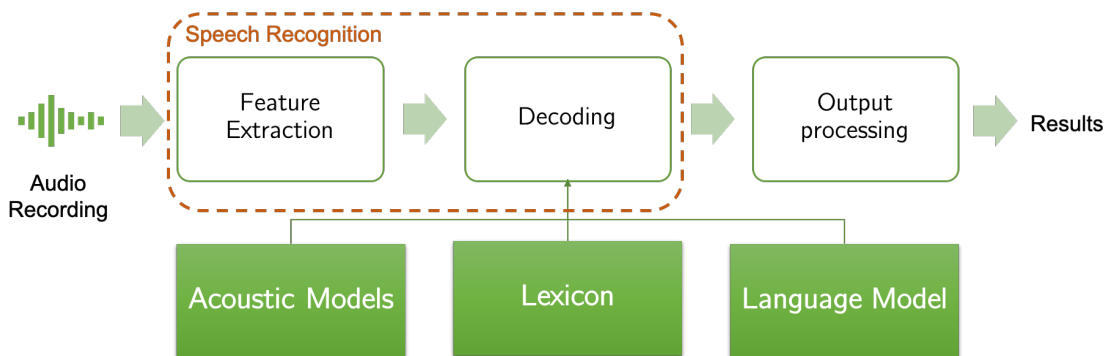 Speech Recognition
Feature
Extraction
Decoding
Output
processing
Results
Audio
Recording
Acoustic Models
Lexicon
Language Model